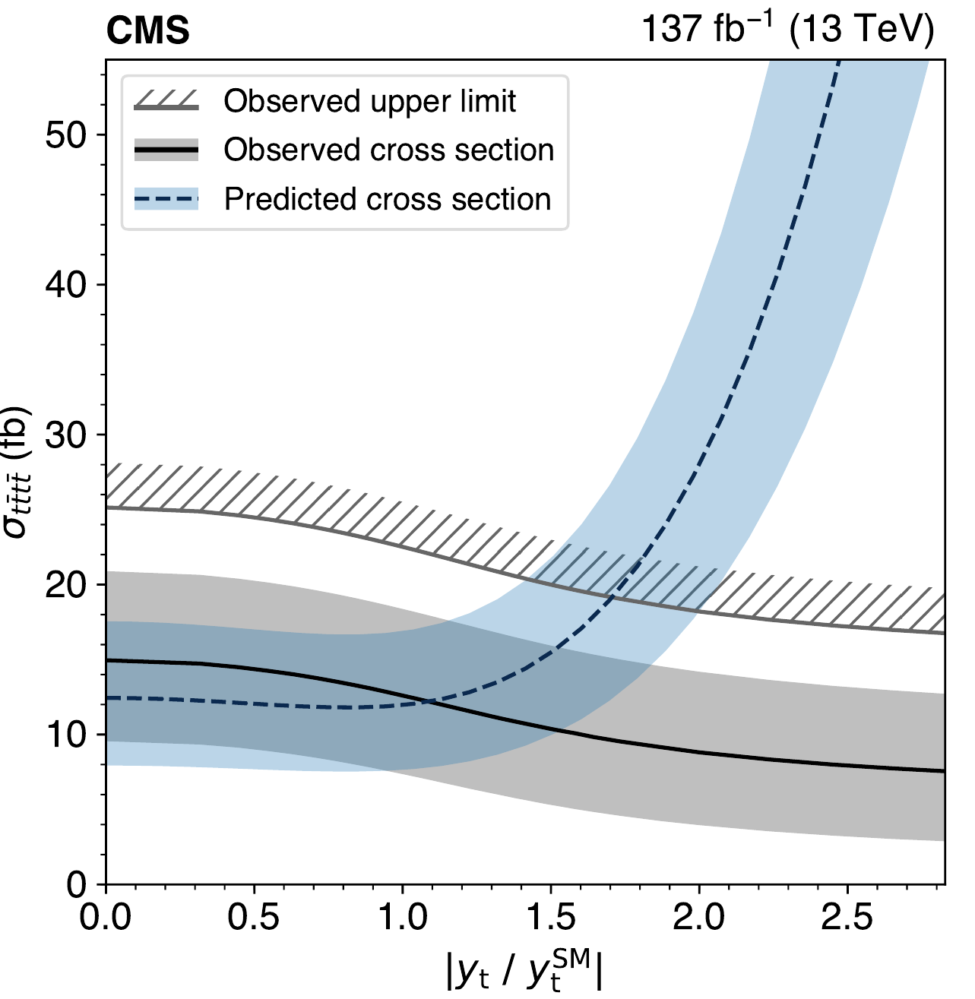 CMS
137 fb⁻¹ (13 TeV)
Observed upper limit
Observed cross section
Predicted cross section
50
40
30
20
10
0
σ_tt̄tt̄ (fb)
0.0 0.5 1.0 1.5 2.0 2.5
|y_t / y_t^SM|